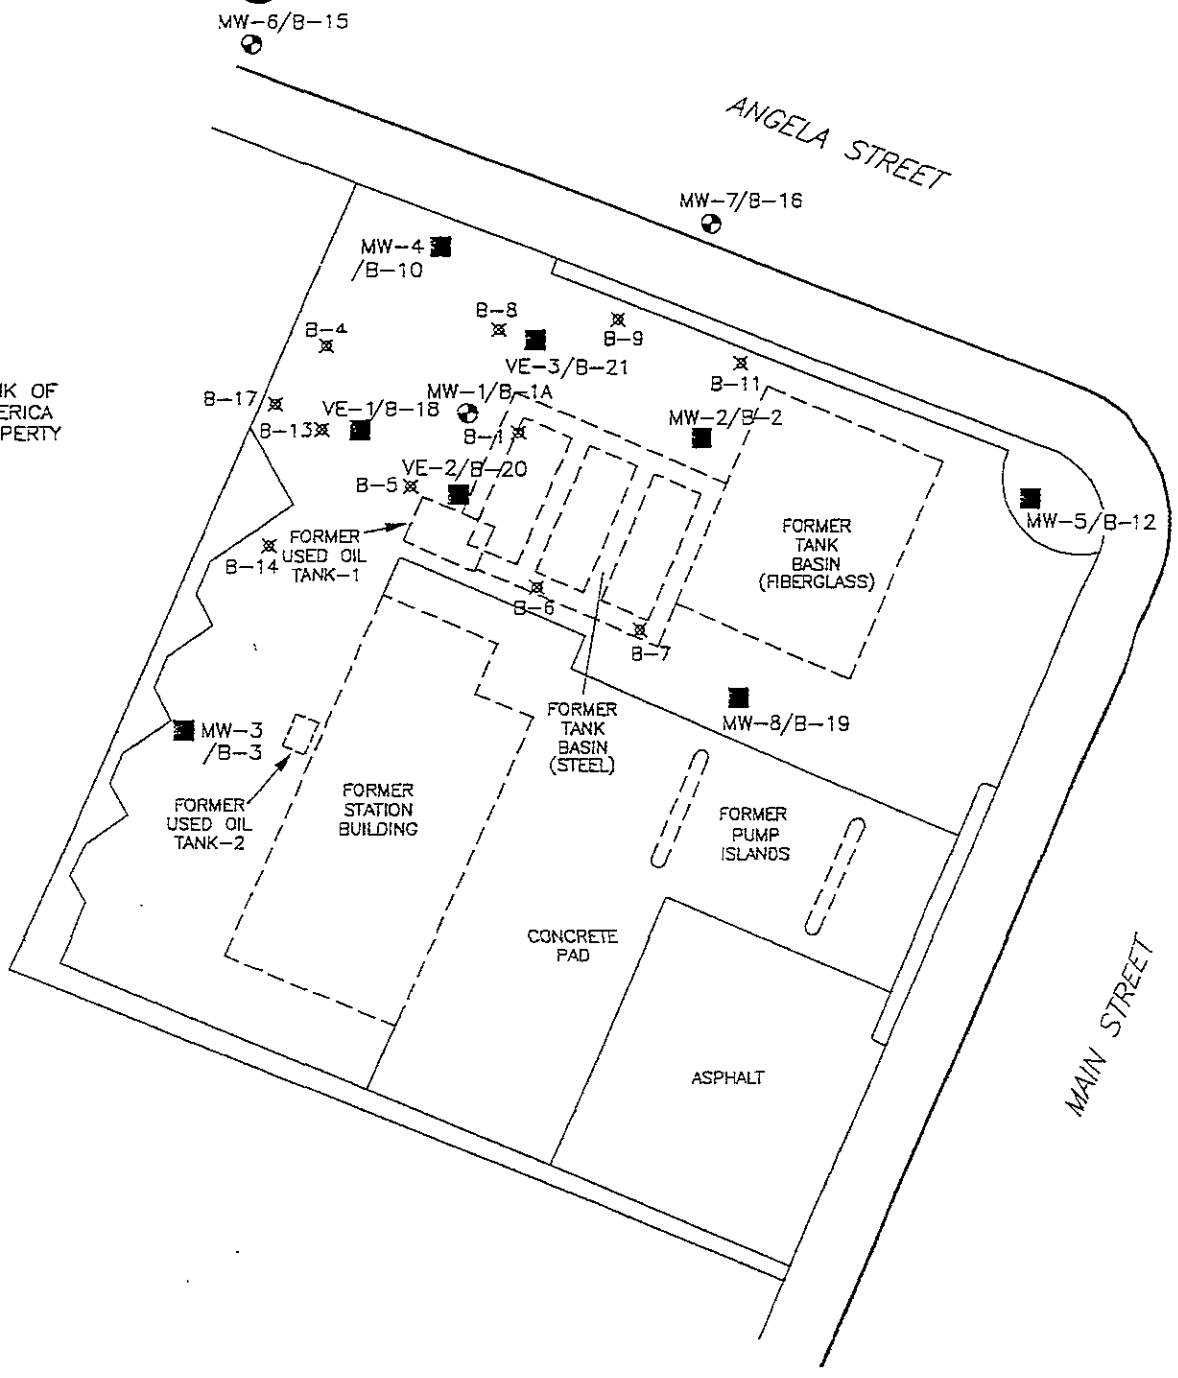 MW-6/B-15
ANGELA STREET
MW-7/B-16
MW-4
/B-10
B-8
B-9
B-4
VE-3/B-21
B-11
MW-1/B-1A
B-17
VE-1/B-18
MW-2/B-2
B-13
B-1
VE-2/B-20
B-5
MW-5/B-12
FORMER
USED OIL
TANK-1
B-14
FORMER
TANK
BASIN
(FIBERGLASS)
B-6
B-7
FORMER
TANK
BASIN
(STEEL)
MW-8/B-19
MW-3
/B-3
FORMER
USED OIL
TANK-2
FORMER
STATION
BUILDING
FORMER
PUMP
ISLANDS
CONCRETE
PAD
ASPHALT
MAIN STREET
OF